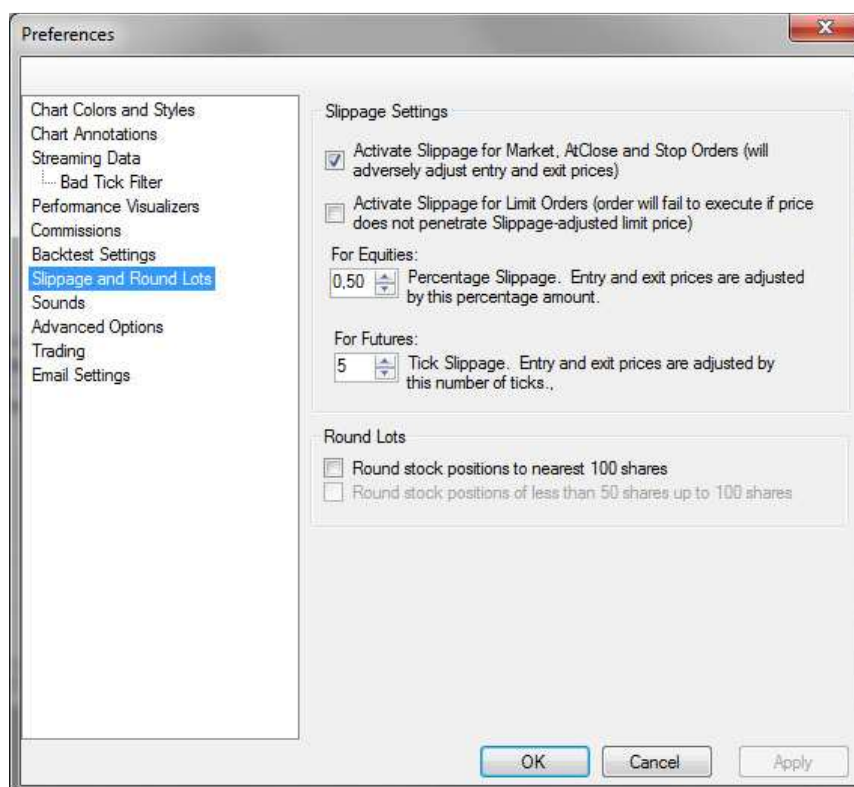 Preferences
Chart Colors and Styles
Chart Annotations
Streaming Data
Bad Tick Filter
Performance Visualizers
Commissions
Backtest Settings
Slippage and Round Lots
Sounds
Advanced Options
Trading
Email Settings
Slippage Settings
Activate Slippage for Market, AtClose and Stop Orders (will
adversely adjust entry and exit prices)
Activate Slippage for Limit Orders (order will fail to execute if price
does not penetrate Slippage-adjusted limit price)
For Equities:
0,50 Percentage Slippage. Entry and exit prices are adjusted
by this percentage amount.
For Futures:
5 Tick Slippage. Entry and exit prices are adjusted by
this number of ticks.,
Round Lots
Round stock positions to nearest 100 shares
Round stock positions of less than 50 shares up to 100 shares
OK Cancel Apply